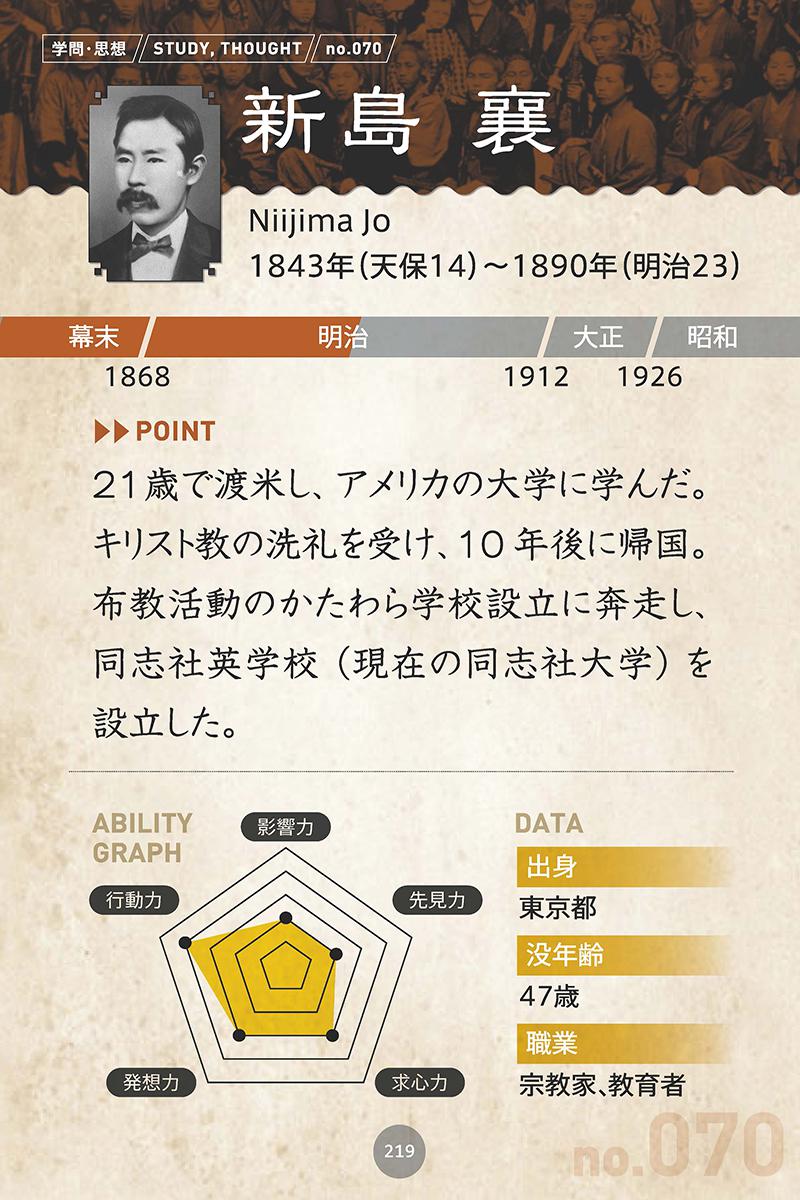 学問・思想 STUDY, THOUGHT no.070
新島 襄
Niijima Jo
1843年(天保14)～1890年(明治23)
幕末 明治 大正 昭和
1868 1912 1926
POINT
21歳で渡米し、アメリカの大学に学んだ。
キリスト教の洗礼を受け、10年後に帰国。
布教活動のかたわら学校設立に奔走し、
同志社英学校（現在の同志社大学）を
設立した。
ABILITY
GRAPH
影響力
行動力
先見力
発想力
求心力
DATA
出身
東京都
没年齢
47歳
職業
宗教家、教育者
219
no.070